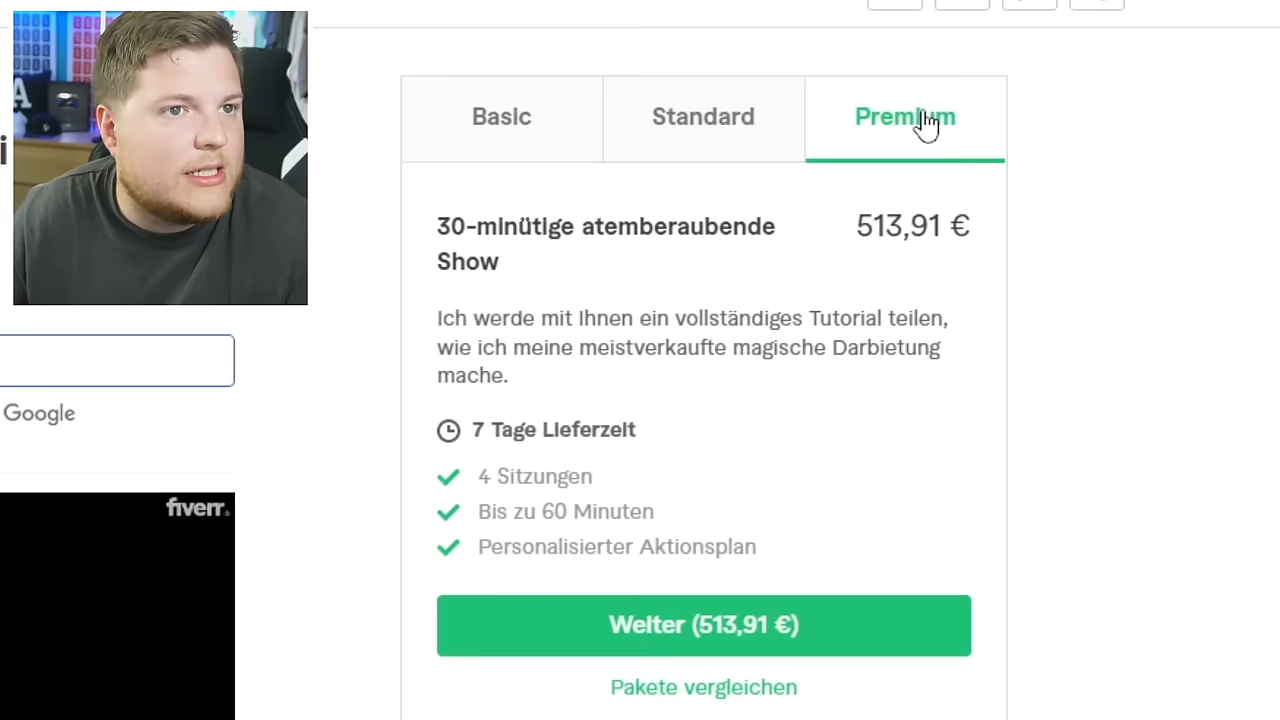 A
i
Google
fiverr.
Basic
Standard
Premium
30-minütige atemberaubende
Show
513,91 €
Ich werde mit Ihnen ein vollständiges Tutorial teilen,
wie ich meine meistverkaufte magische Darbietung
mache.
7 Tage Lieferzeit
4 Sitzungen
Bis zu 60 Minuten
Personalisierter Aktionsplan
Weiter (513,91 €)
Pakete vergleichen